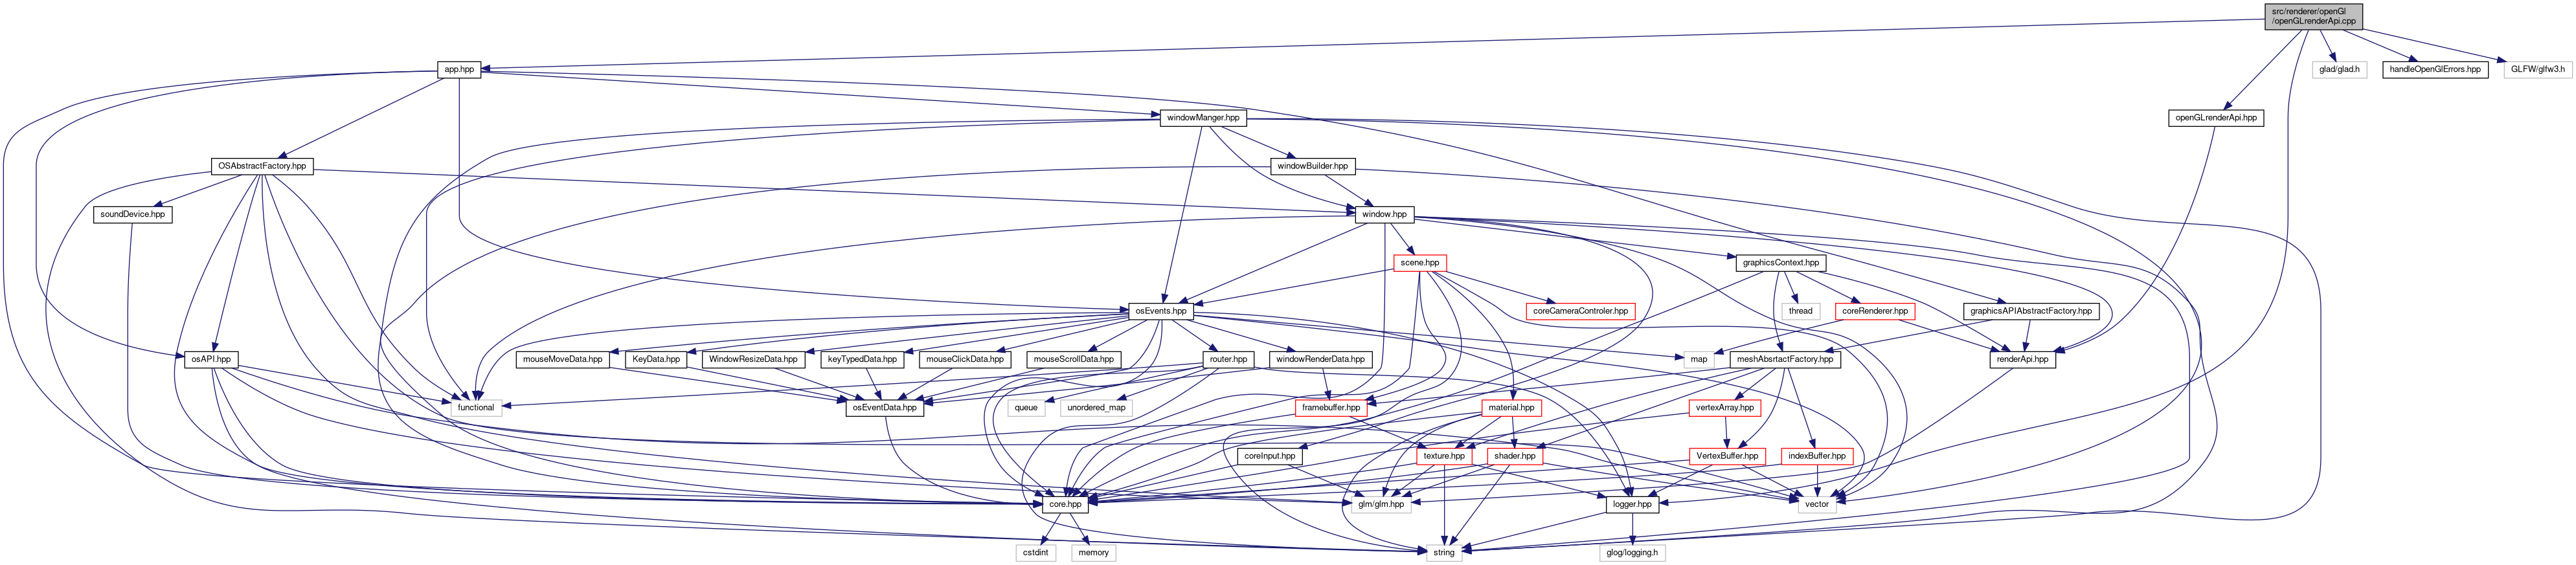 src/renderer/openGl
/openGLrenderApi.cpp
app.hpp
glad/glad.h
handleOpenGlErrors.hpp
GLFW/glfw3.h
windowManger.hpp
openGLrenderApi.hpp
OSAbstractFactory.hpp
windowBuilder.hpp
soundDevice.hpp
window.hpp
scene.hpp
graphicsContext.hpp
osEvents.hpp
coreCameraControler.hpp
thread
coreRenderer.hpp
graphicsAPIAbstractFactory.hpp
osAPI.hpp
mouseMoveData.hpp
KeyData.hpp
WindowResizeData.hpp
keyTypedData.hpp
mouseClickData.hpp
mouseScrollData.hpp
router.hpp
windowRenderData.hpp
map
meshAbsrtactFactory.hpp
renderApi.hpp
functional
osEventData.hpp
queue
unordered_map
framebuffer.hpp
material.hpp
vertexArray.hpp
coreInput.hpp
texture.hpp
shader.hpp
VertexBuffer.hpp
indexBuffer.hpp
core.hpp
glm/glm.hpp
logger.hpp
vector
cstdint
memory
string
glog/logging.h